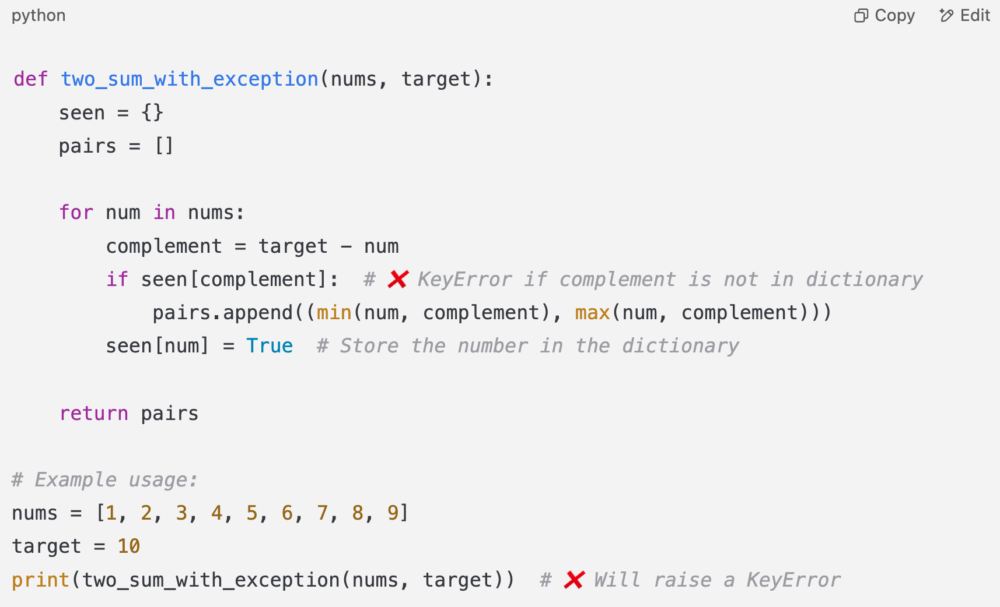 python Copy Edit
def two_sum_with_exception(nums, target):
    seen = {}
    pairs = []
    for num in nums:
        complement = target - num
        if seen[complement]:  # ❌ KeyError if complement is not in dictionary
            pairs.append((min(num, complement), max(num, complement)))
        seen[num] = True  # Store the number in the dictionary
    return pairs
# Example usage:
nums = [1, 2, 3, 4, 5, 6, 7, 8, 9]
target = 10
print(two_sum_with_exception(nums, target))  # ❌ Will raise a KeyError